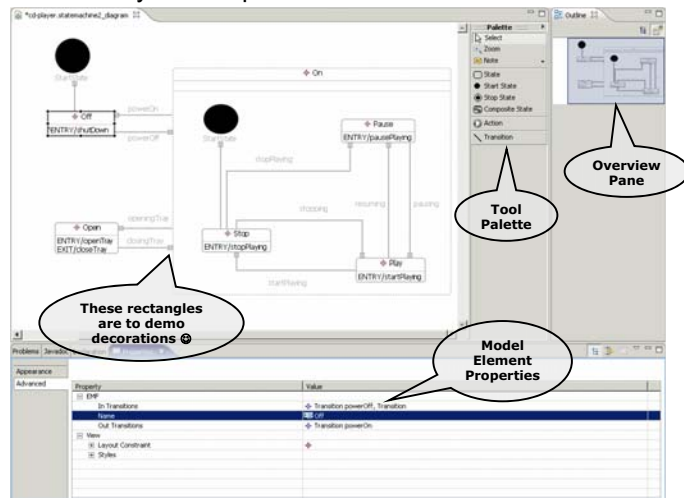 *cd-player.statemachine2_diagram
StartState
Off
ENTRY/shutDown
powerOn
powerOff
On
StartState
Pause
ENTRY/pausePlaying
stopPlaying
stopping
resuming
pausing
Open
ENTRY/openTray
EXIT/closeTray
openingTray
closingTray
Stop
ENTRY/stopPlaying
Play
ENTRY/startPlaying
startPlaying
Palette
Select
Zoom
Note
State
Start State
Stop State
Composite State
Action
Transition
Outline
Overview
Pane
Tool
Palette
These rectangles
are to demo
decorations ☻
Model
Element
Properties
Problems Javadoc
Appearance
Advanced
Property Value
EMF
In Transitions Transition powerOff, Transition
Name Off
Out Transitions Transition powerOn
View
Layout Constraint
Styles